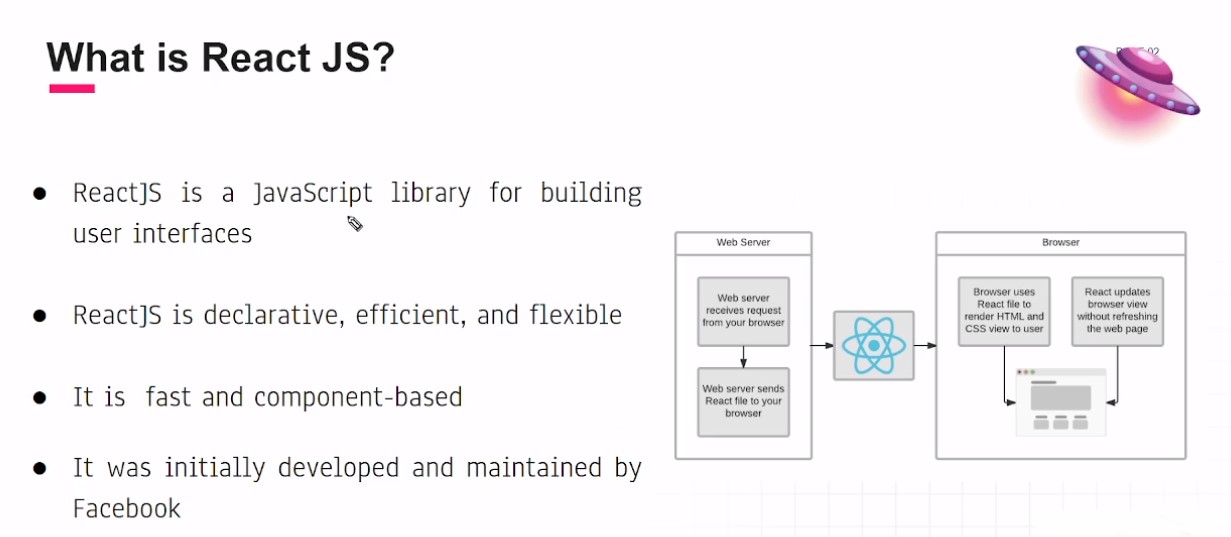 What is React JS?
ReactJS is a JavaScript library for building
user interfaces
ReactJS is declarative, efficient, and flexible
It is fast and component-based
It was initially developed and maintained by
Facebook
Web Server
Web server
receives request
from your browser
Web server sends
React file to your
browser
Browser
Browser uses
React file to
render HTML and
CSS view to user
React updates
browser view
without refreshing
the web page